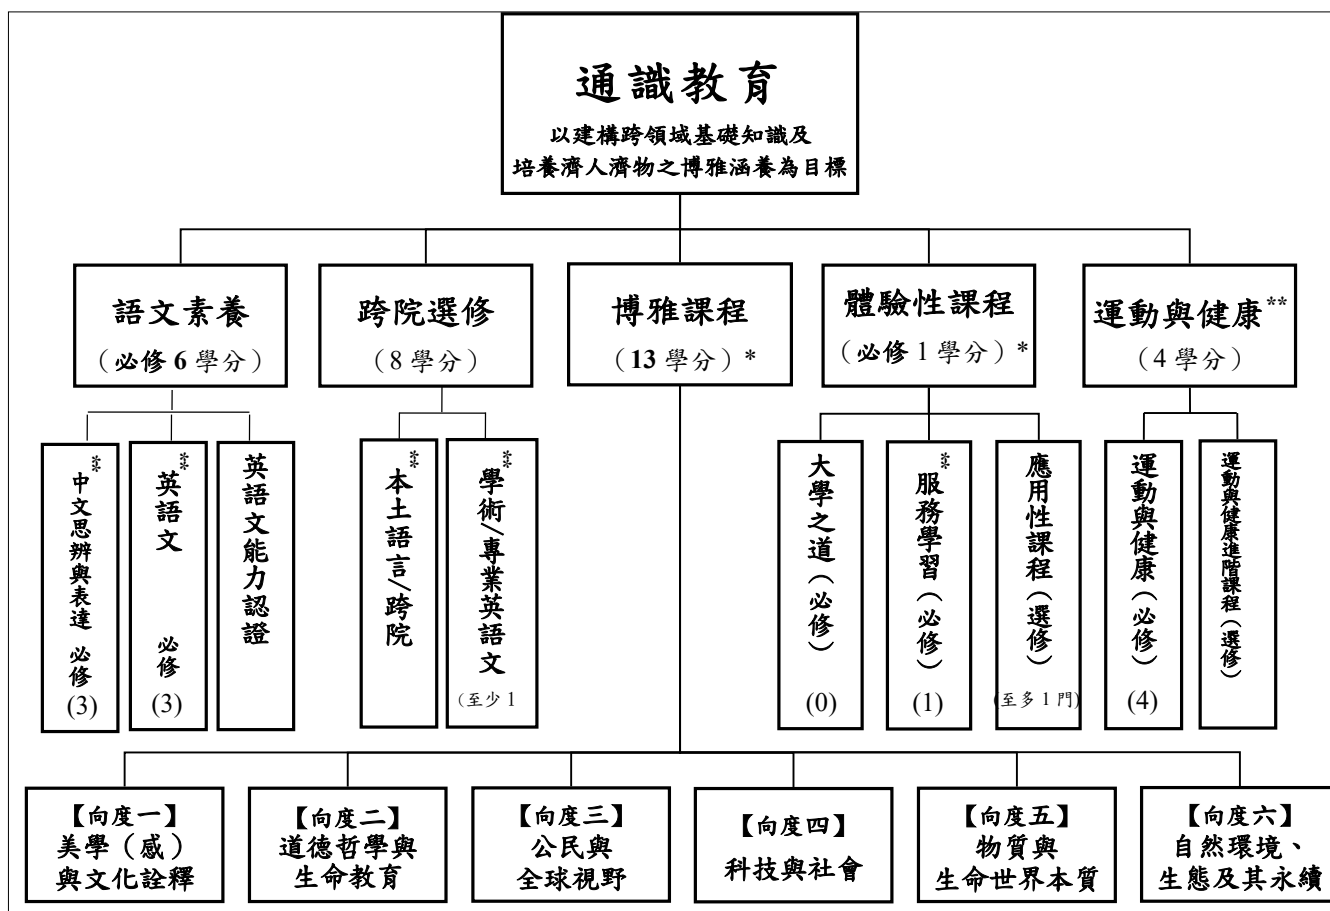 通識教育
以建構跨領域基礎知識及
培養濟人濟物之博雅涵養為目標
語文素養
（必修 6 學分）
跨院選修
（8 學分）
博雅課程
（13 學分）*
體驗性課程
（必修 1 學分）*
運動與健康**
（4 學分）
**中文思辨與表達 必修
(3)
**英語文 必修
(3)
英語文能力認證
**本土語言/跨院
**學術/專業英語文
(至少 1
大學之道（必修）
(0)
**服務學習（必修）
(1)
應用性課程（選修）
(至多 1 門)
運動與健康（必修）
(4)
運動與健康進階課程（選修）
【向度一】
美學（感）
與文化詮釋
【向度二】
道德哲學與
生命教育
【向度三】
公民與
全球視野
【向度四】
科技與社會
【向度五】
物質與
生命世界本質
【向度六】
自然環境、
生態及其永續